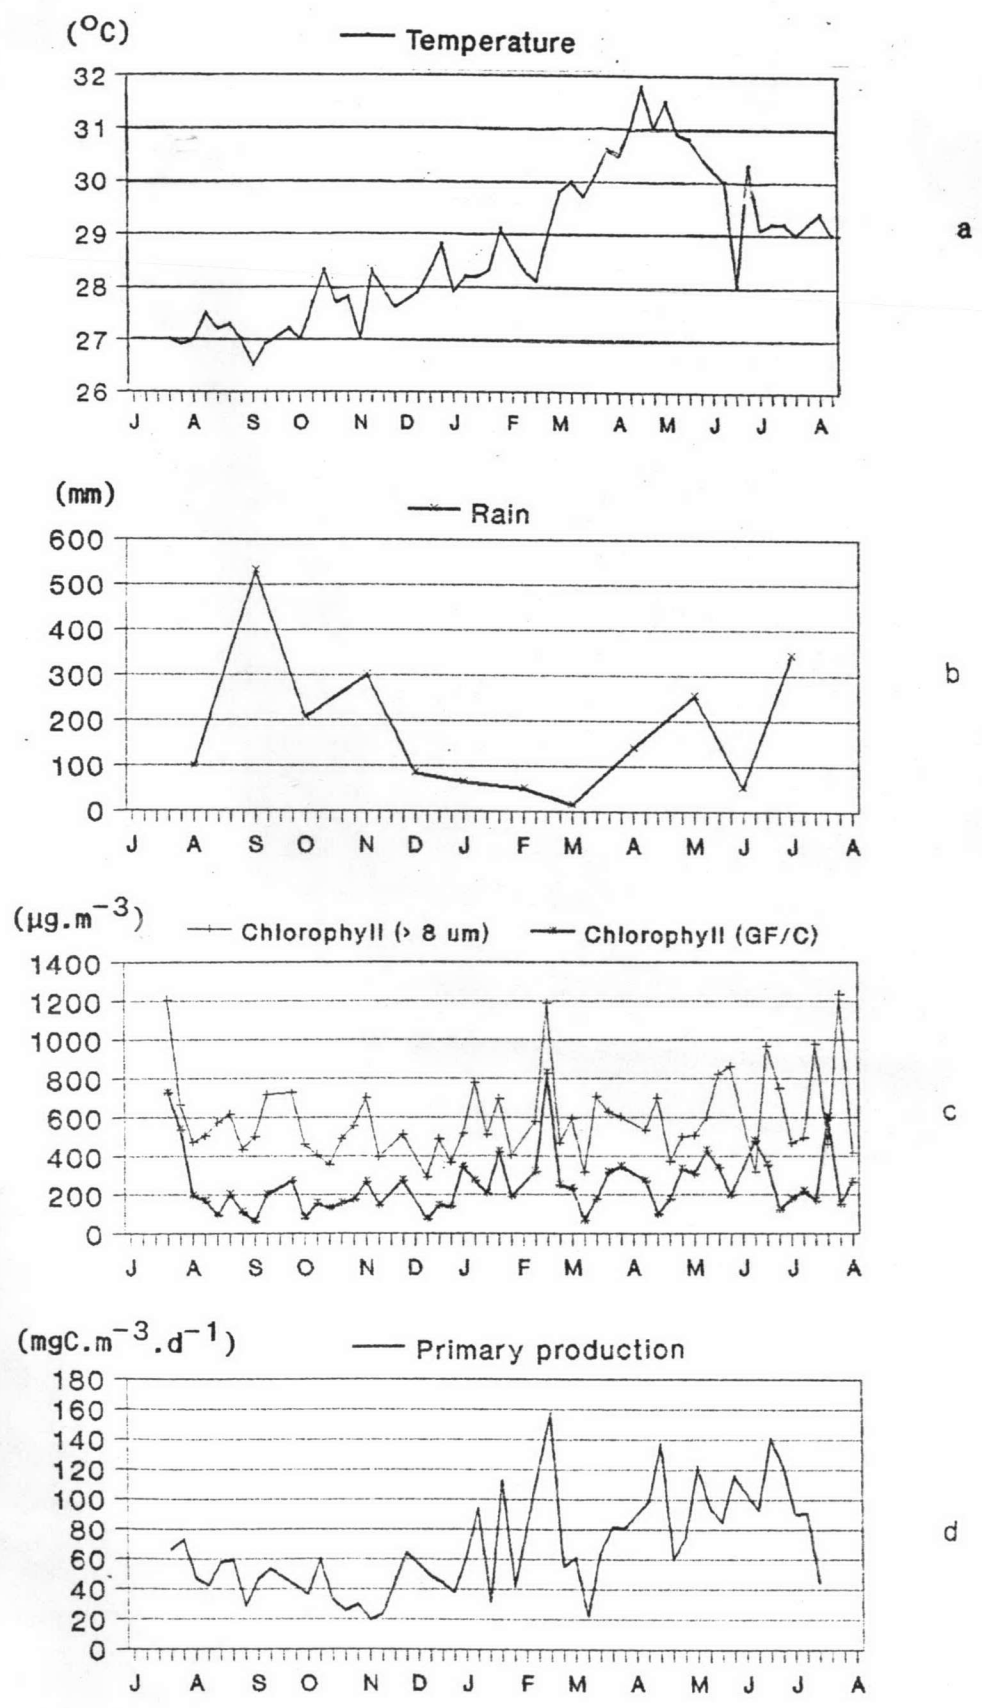 (°C)
Temperature
32
31
30
29
28
27
26
J A S O N D J F M A M J J A
a
(mm)
Rain
600
500
400
300
200
100
0
J A S O N D J F M A M J J A
b
(µg.m⁻³)
Chlorophyll (> 8 um) Chlorophyll (GF/C)
1400
1200
1000
800
600
400
200
0
J A S O N D J F M A M J J A
c
(mgC.m⁻³.d⁻¹)
Primary production
180
160
140
120
100
80
60
40
20
0
J A S O N D J F M A M J J A
d